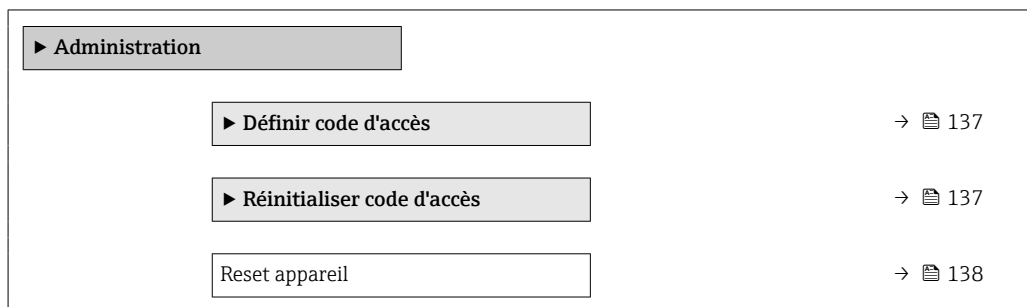 ▶ Administration
▶ Définir code d'accès → 137
▶ Réinitialiser code d'accès → 137
Reset appareil → 138